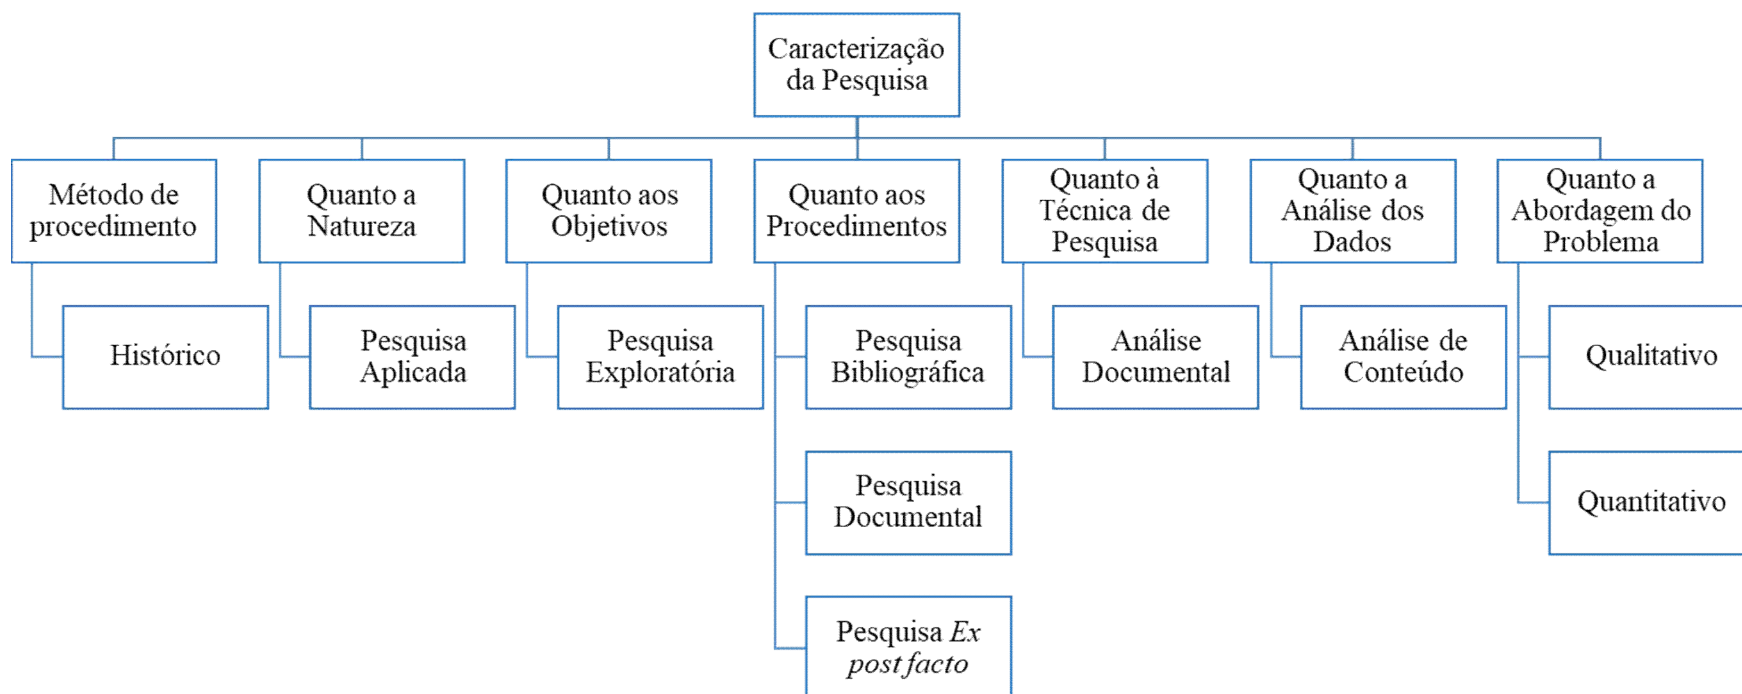 Caracterização
da Pesquisa
Método de
procedimento
Quanto a
Natureza
Quanto aos
Objetivos
Quanto aos
Procedimentos
Quanto à
Técnica de
Pesquisa
Quanto a
Análise dos
Dados
Quanto a
Abordagem do
Problema
Histórico
Pesquisa
Aplicada
Pesquisa
Exploratória
Pesquisa
Bibliográfica
Análise
Documental
Análise de
Conteúdo
Qualitativo
Pesquisa
Documental
Quantitativo
Pesquisa Ex
post facto